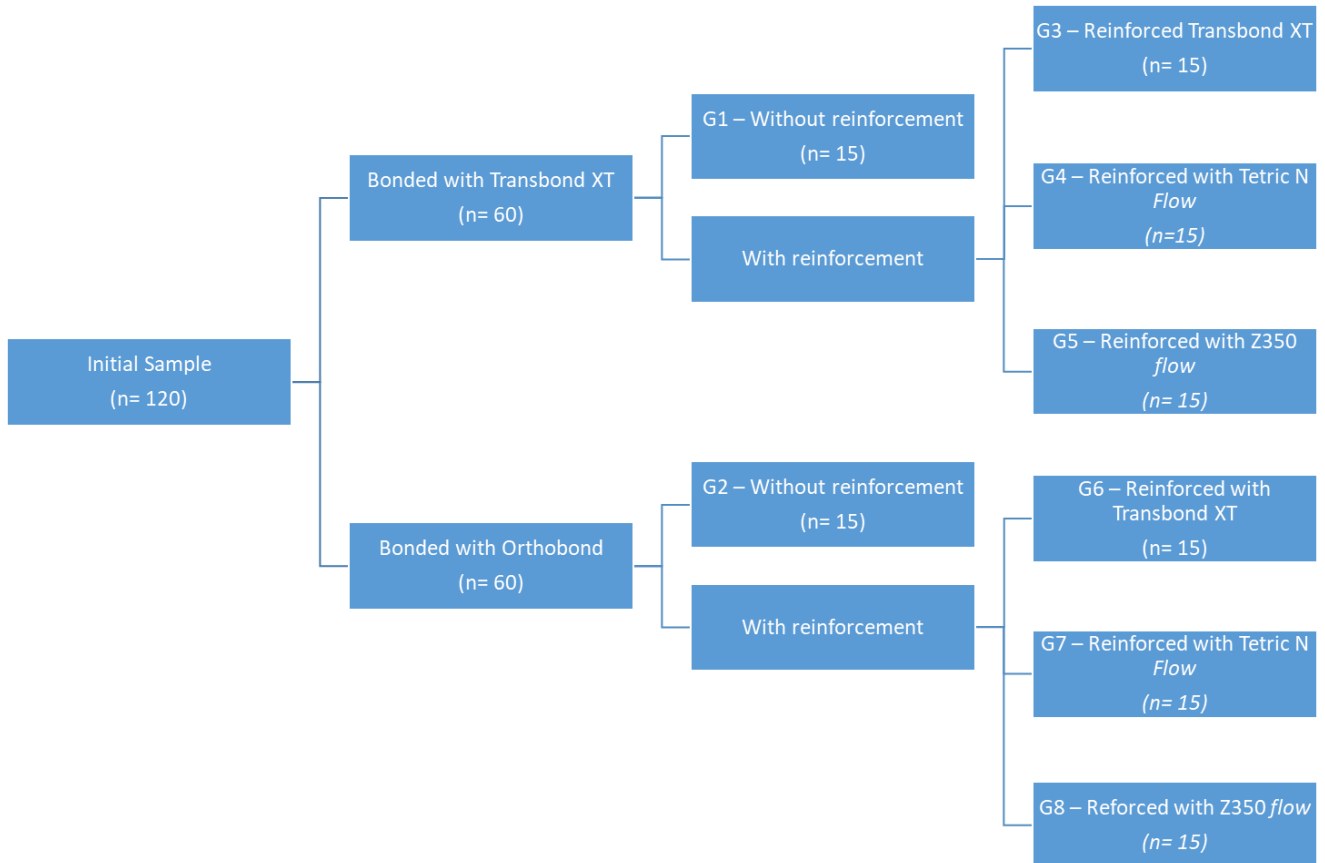 Initial Sample
(n= 120)
Bonded with Transbond XT
(n= 60)
G1 – Without reinforcement
(n= 15)
With reinforcement
G3 – Reinforced Transbond XT
(n= 15)
G4 – Reinforced with Tetric N
Flow
(n=15)
G5 – Reinforced with Z350
flow
(n= 15)
Bonded with Orthobond
(n= 60)
G2 – Without reinforcement
(n= 15)
With reinforcement
G6 – Reinforced with
Transbond XT
(n= 15)
G7 – Reinforced with Tetric N
Flow
(n= 15)
G8 – Reforced with Z350 flow
(n= 15)